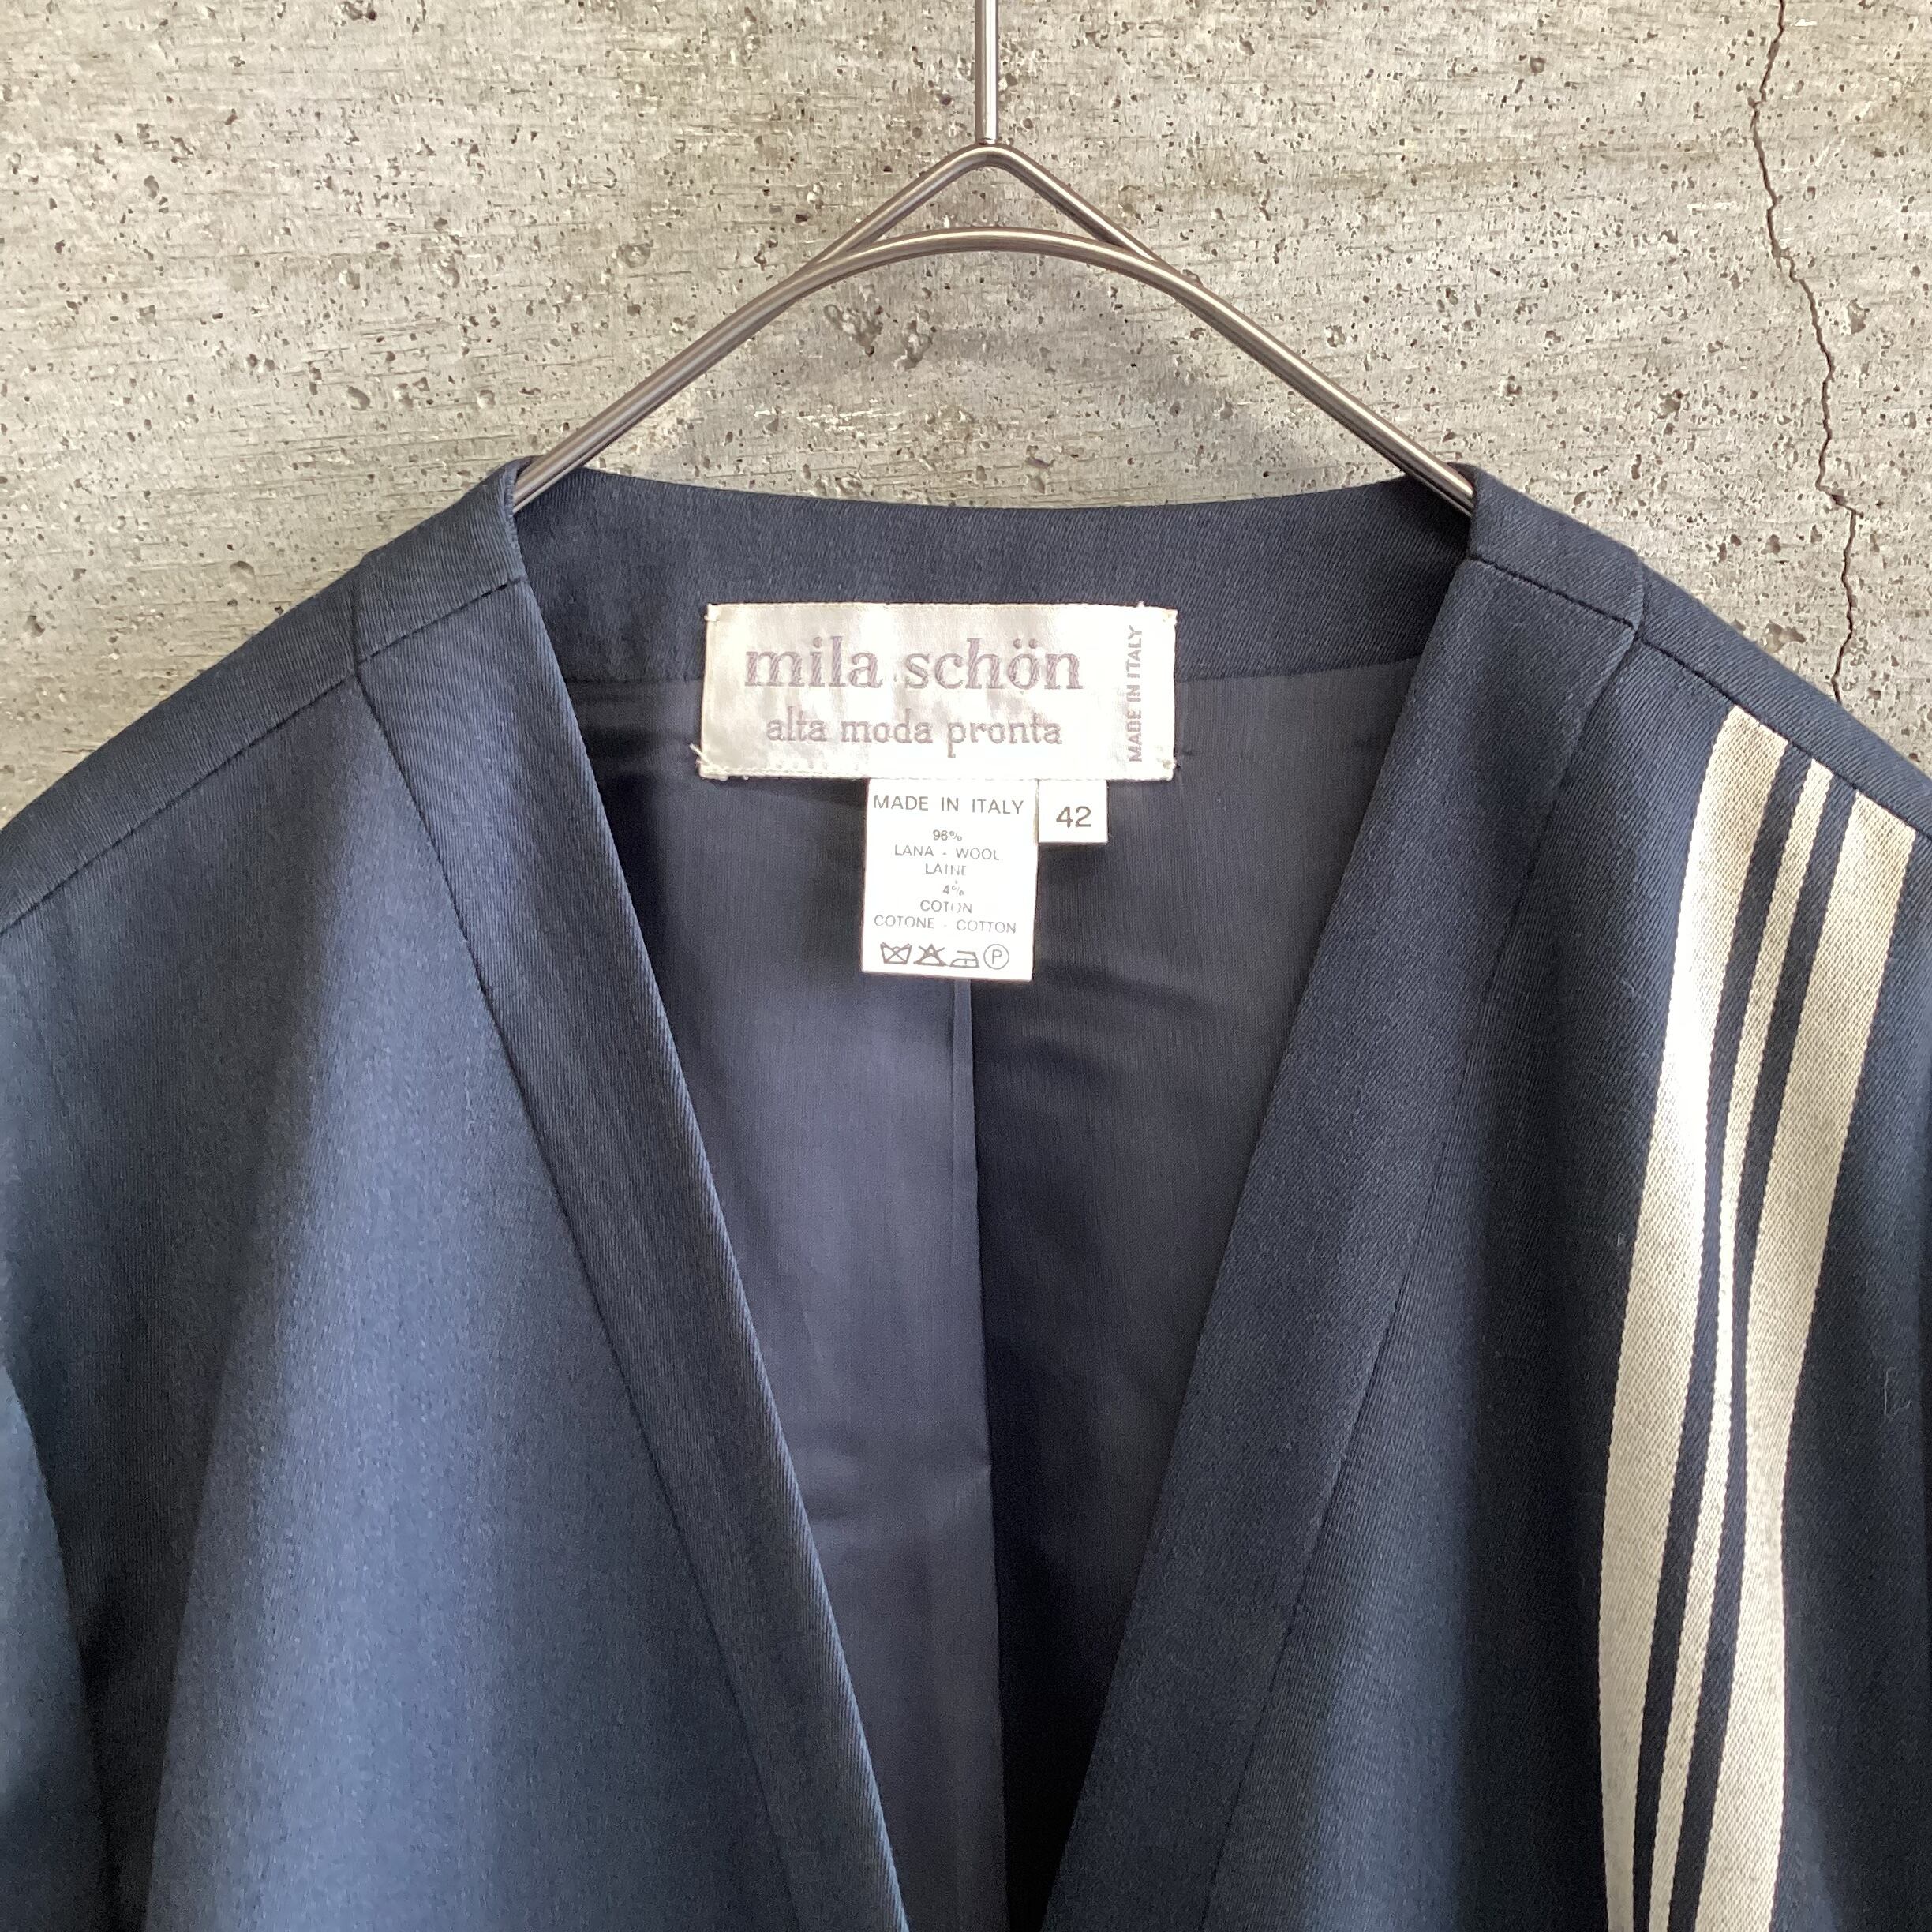 mila schön
alta moda pronta
MADE IN ITALY
MADE IN ITALY
42
96%
LANA - WOOL
LAINE
4%
COTON
COTONE - COTTON
P